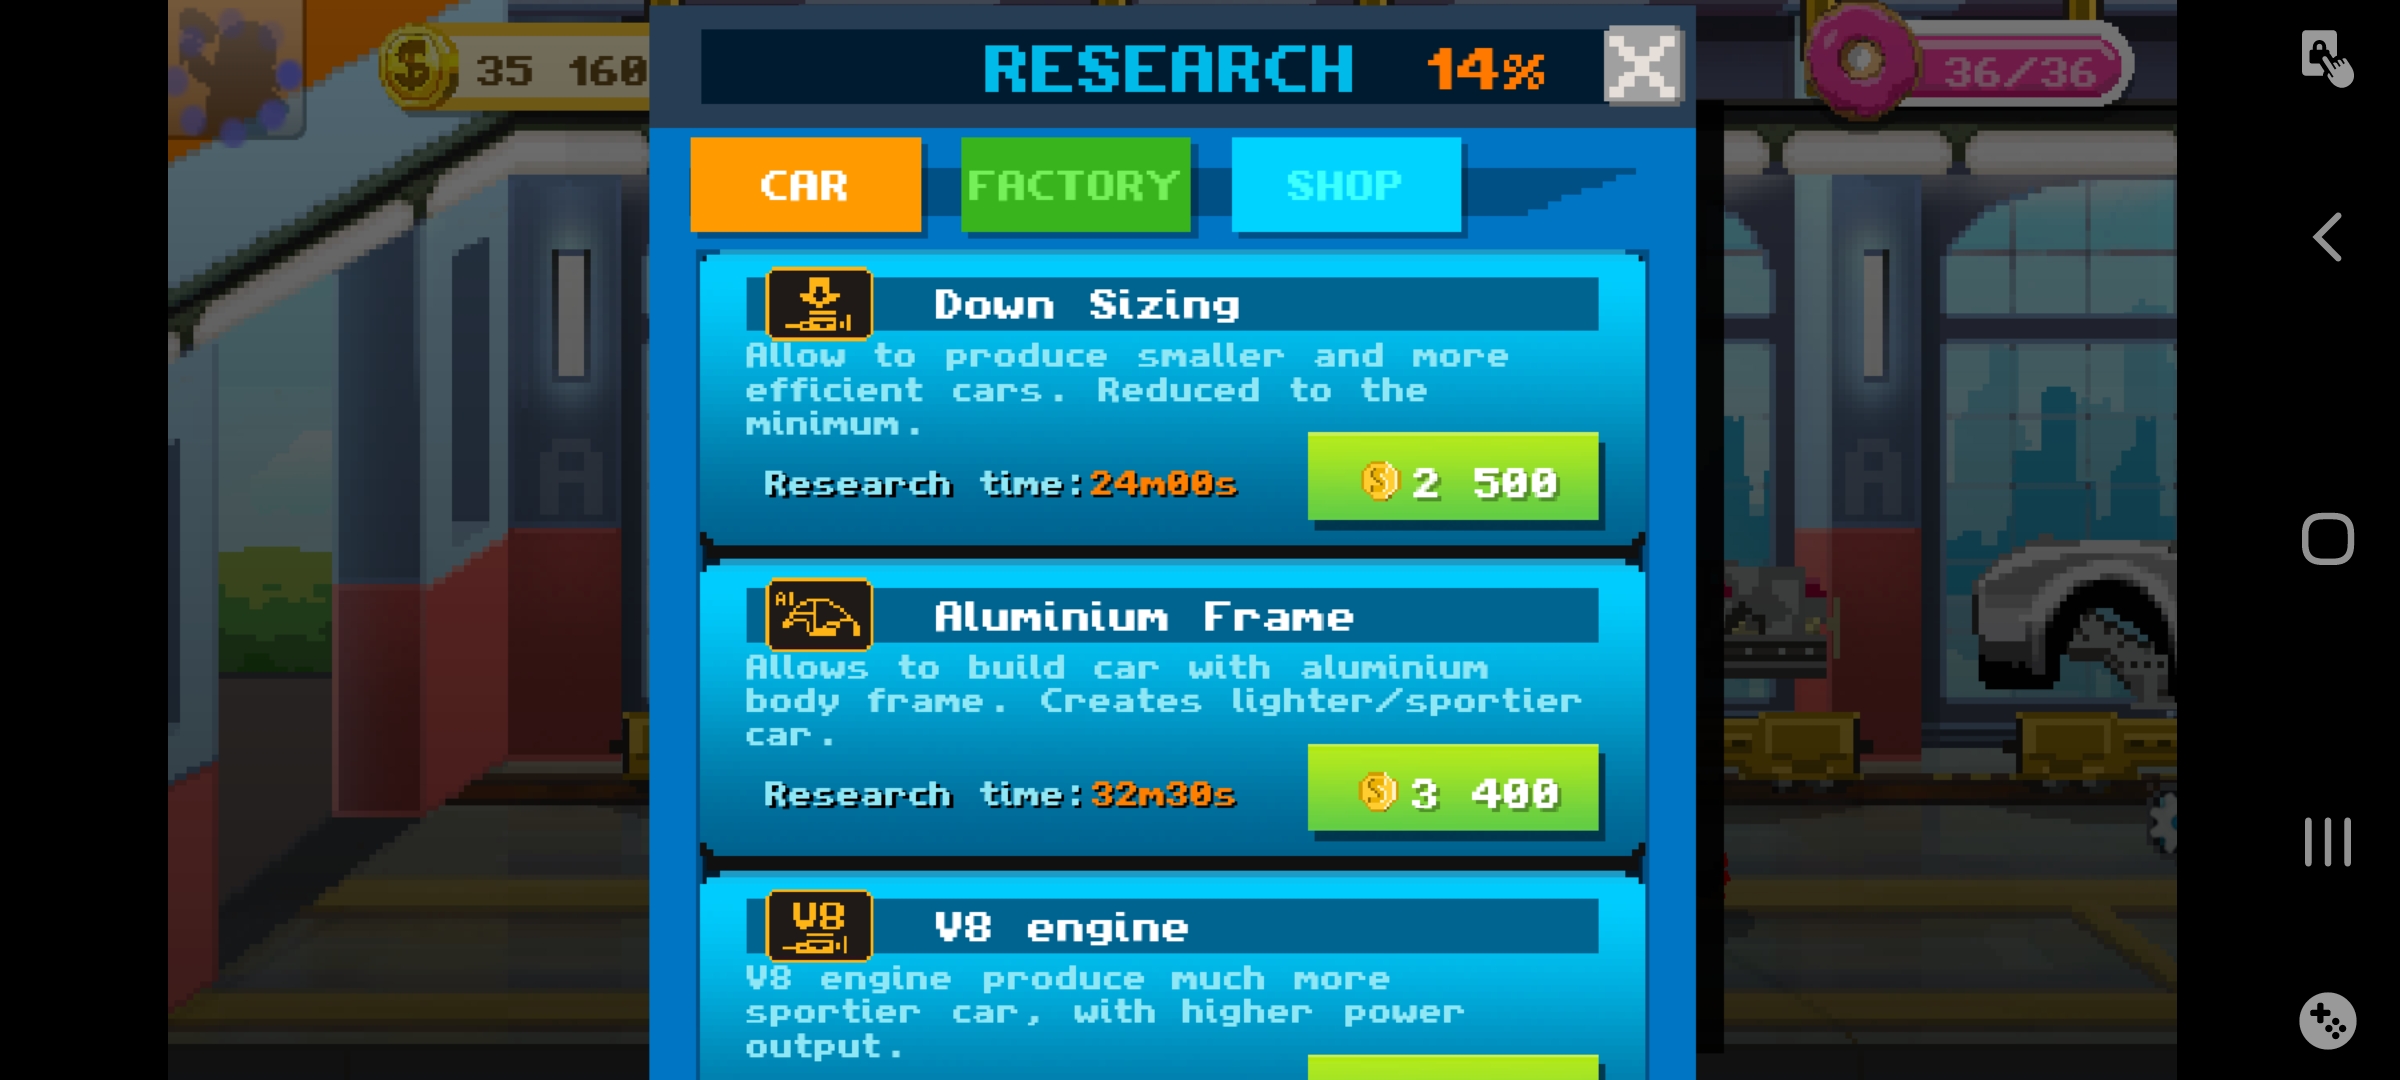 35 160
RESEARCH 14%
36/36
CAR
FACTORY
SHOP
Down Sizing
Allow to produce smaller and more
efficient cars. Reduced to the
minimum.
Research time:24m00s
2 500
A
A
Al
Aluminium Frame
Allows to build car with aluminium
body frame. Creates lighter/sportier
car.
Research time:32m30s
3 400
V8
V8 engine
V8 engine produce much more
sportier car, with higher power
output.